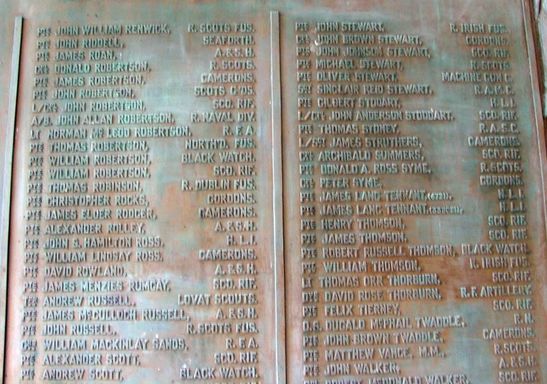 PTE JOHN WILLIAM RENWICK, R. SCOTS FUS.
PTE JOHN RIDDELL, SEAFORTH.
PTE JAMES ROAN, A. & S. H.
CPL DONALD ROBERTSON, R. SCOTS.
PTE JAMES ROBERTSON, CAMERONS.
PTE JOHN ROBERTSON, SCOTS G'DS.
L/CPL JOHN ROBERTSON, SCO. RIF.
A/B. JOHN ALLAN ROBERTSON, R. NAVAL DIV.
LT NORMAN MCLEOD ROBERTSON, R. F. A.
PTE THOMAS ROBERTSON, NORTH'D. FUS.
PTE WILLIAM ROBERTSON, BLACK WATCH.
PTE WILLIAM ROBERTSON, SCO. RIF.
PTE THOMAS ROBINSON, R. DUBLIN FUS.
PTE CHRISTOPHER ROCKS, GORDONS.
PTE JAMES ELDER RODGER, CAMERONS.
PTE ALEXANDER ROLLEY, A. & S. H.
PTE JOHN S. HAMILTON ROSS, H. L. I.
PTE WILLIAM LINDSAY ROSS, CAMERONS.
PTE DAVID ROWLAND, A. & S. H.
PTE JAMES MENZIES RUMGAY, SCO. RIF.
ANDREW RUSSELL, LOVAT SCOUTS.
PTE JAMES MCCULLOCH RUSSELL, A. & S. H.
PTE JOHN RUSSELL, R. SCOTS FUS.
WILLIAM MACKINLAY SANDS, R. F. A.
PTE ALEXANDER SCOTT, SCO. RIF.
PTE ANDREW SCOTT, BLACK WATCH.
PTE JOHN STEWART, R. IRISH FUS.
CPL JOHN BROWN STEWART, GORDONS.
PTE JOHN JOHNSON STEWART, SCO. RIF.
PTE MICHAEL STEWART, R. SCOTS.
PTE OLIVER STEWART, MACHINE GUN C.
SGT SINCLAIR REID STEWART, R. A. M. C.
PTE GILBERT STODART, H. L. I.
L/CPL JOHN ANDERSON STODDART, SCO. RIF.
PTE THOMAS SYDNEY, R. A. S. C.
L/SGT JAMES STRUTHERS, CAMERONS.
ARCHIBALD SUMMERS, SCO. RIF.
PTE DONALD A. ROSS SYME, R. SCOTS.
CPL PETER SYME, GORDONS.
PTE JAMES LANG TENNANT, H. L. I.
PTE JAMES LANG TENNANT, H. L. I.
PTE HENRY THOMSON, SCO. RIF.
PTE JAMES THOMSON, SCO. RIF.
PTE ROBERT RUSSELL THOMSON, BLACK WATCH.
PTE WILLIAM THOMSON, R. IRISH FUS.
LT THOMAS ORR THORBURN, SCO. RIF.
DAVID ROSE THORBURN, R. F. ARTILLERY.
PTE FELIX TIERNEY, SCO. RIF.
DUGALD MCPHAIL TWADDLE, R. N.
PTE JOHN BROWN TWADDLE, CAMERONS.
PTE MATTHEW VANCE, M.M., R. SCOTS.
PTE JOHN WALKER, A. & S. H.
WALKER, SCO. RIF.